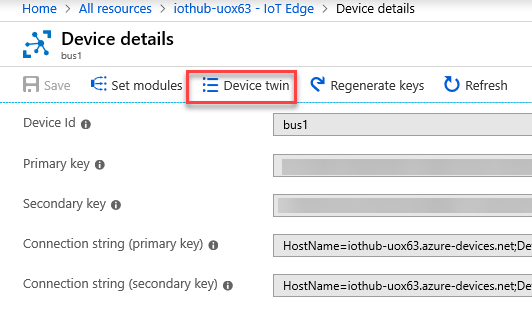 Home > All resources > iothub-uox63 - IoT Edge > Device details
Device details
bus1
Save Set modules Device twin Regenerate keys Refresh
Device Id bus1
Primary key
Secondary key
Connection string (primary key) HostName=iothub-uox63.azure-devices.net;De
Connection string (secondary key) HostName=iothub-uox63.azure-devices.net;De